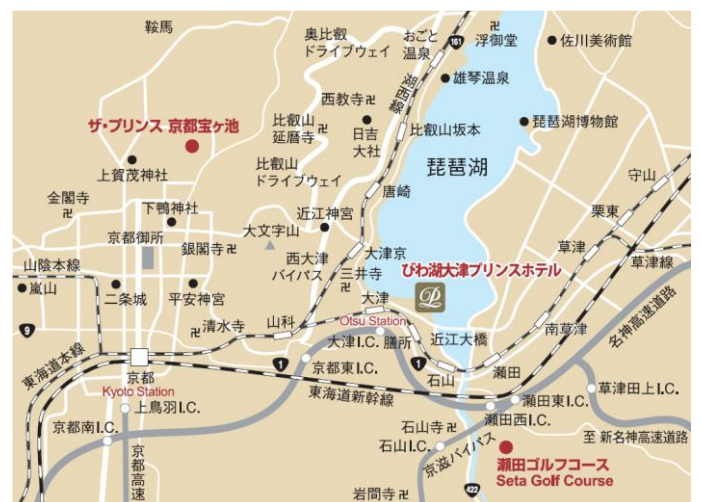 鞍馬
奥比叡
ドライブウェイ
おごと
温泉
161
浮御堂
佐川美術館
雄琴温泉
湖西線
西教寺
ザ・プリンス 京都宝ヶ池
比叡山
延暦寺
日吉
大社
比叡山坂本
琵琶湖博物館
琵琶湖
上賀茂神社
比叡山
ドライブウェイ
唐崎
守山
金閣寺
下鴨神社
大文字山
近江神宮
栗東
京都御所
銀閣寺
西大津
バイパス
大津京
草津
山陰本線
三井寺
びわ湖大津プリンスホテル
草津線
嵐山
二条城
平安神宮
大津
名神高速道路
清水寺
山科
Otsu Station
近江大橋
南草津
9
大津I.C.
膳所
東海道本線
1
京都東I.C.
1
石山
瀬田
京都
Kyoto Station
東海道新幹線
瀬田東I.C.
草津田上I.C.
上鳥羽I.C.
瀬田西I.C.
京都南I.C.
石山寺
石山I.C.
京滋バイパス
至 新名神高速道路
京都高速
瀬田ゴルフコース
Seta Golf Course
岩間寺
422